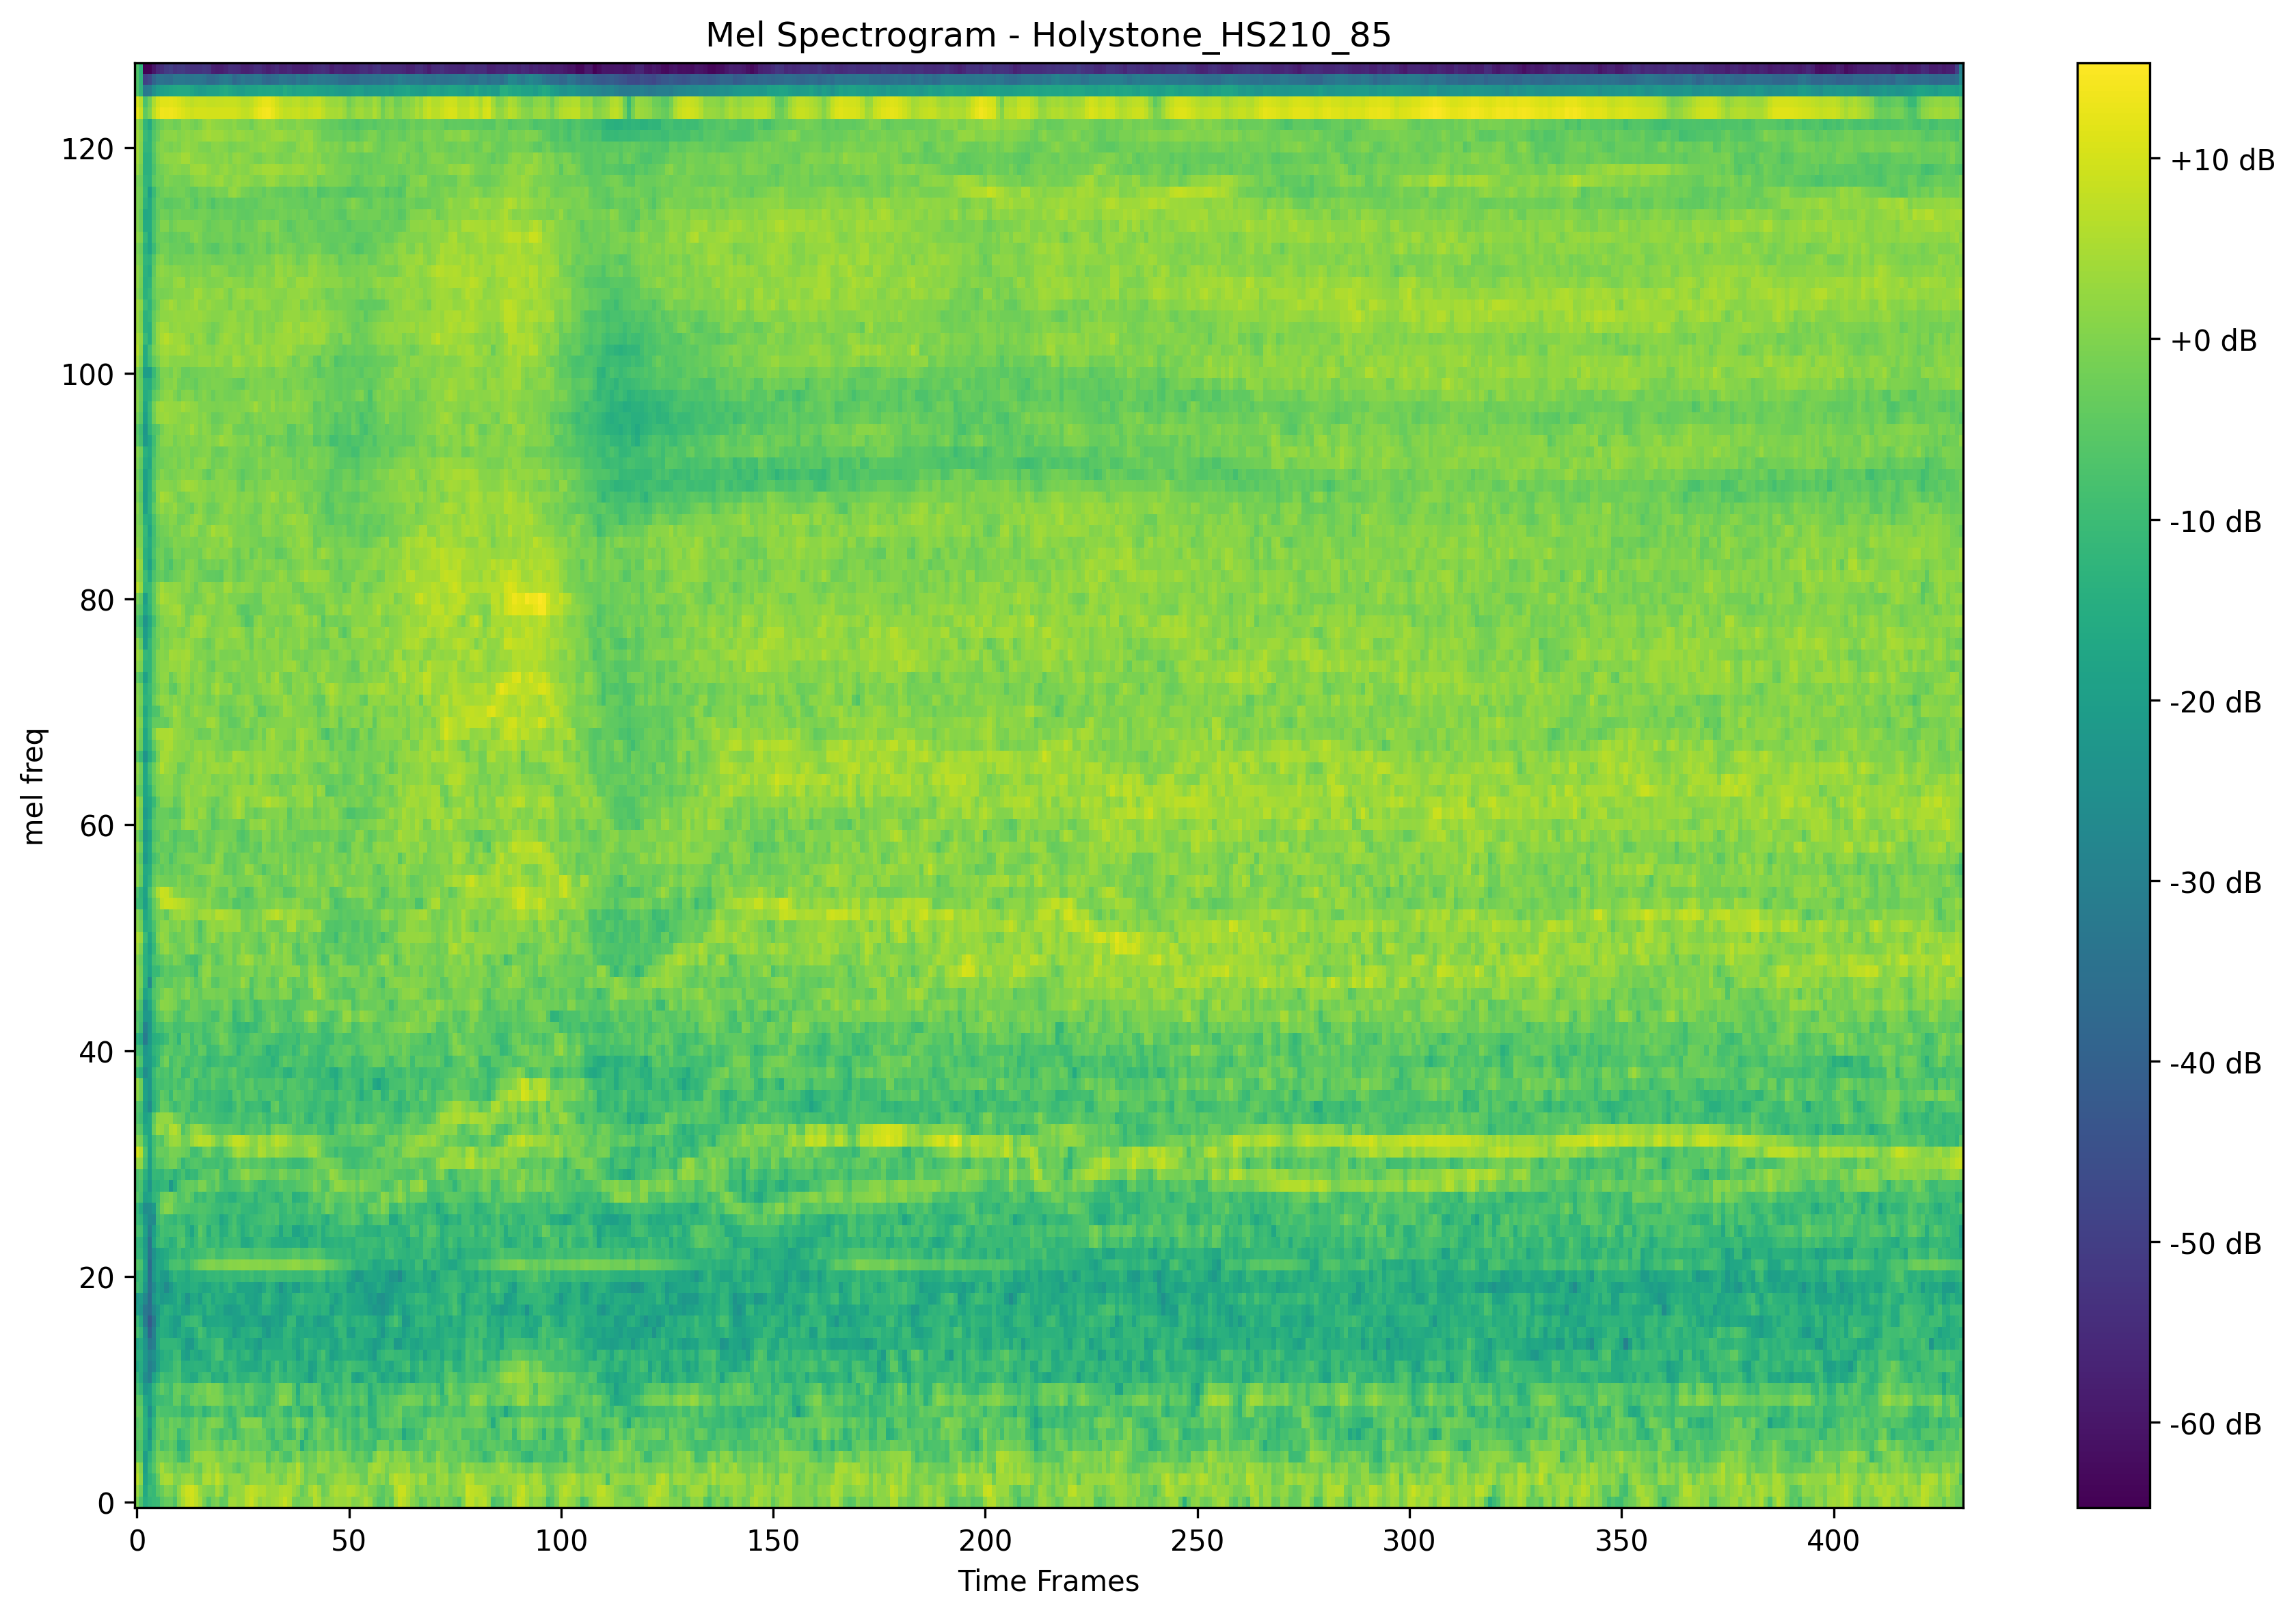 Mel Spectrogram - Holystone_HS210_85
mel freq
120
100
80
60
40
20
0
0 50 100 150 200 250 300 350 400
Time Frames
+10 dB
+0 dB
-10 dB
-20 dB
-30 dB
-40 dB
-50 dB
-60 dB